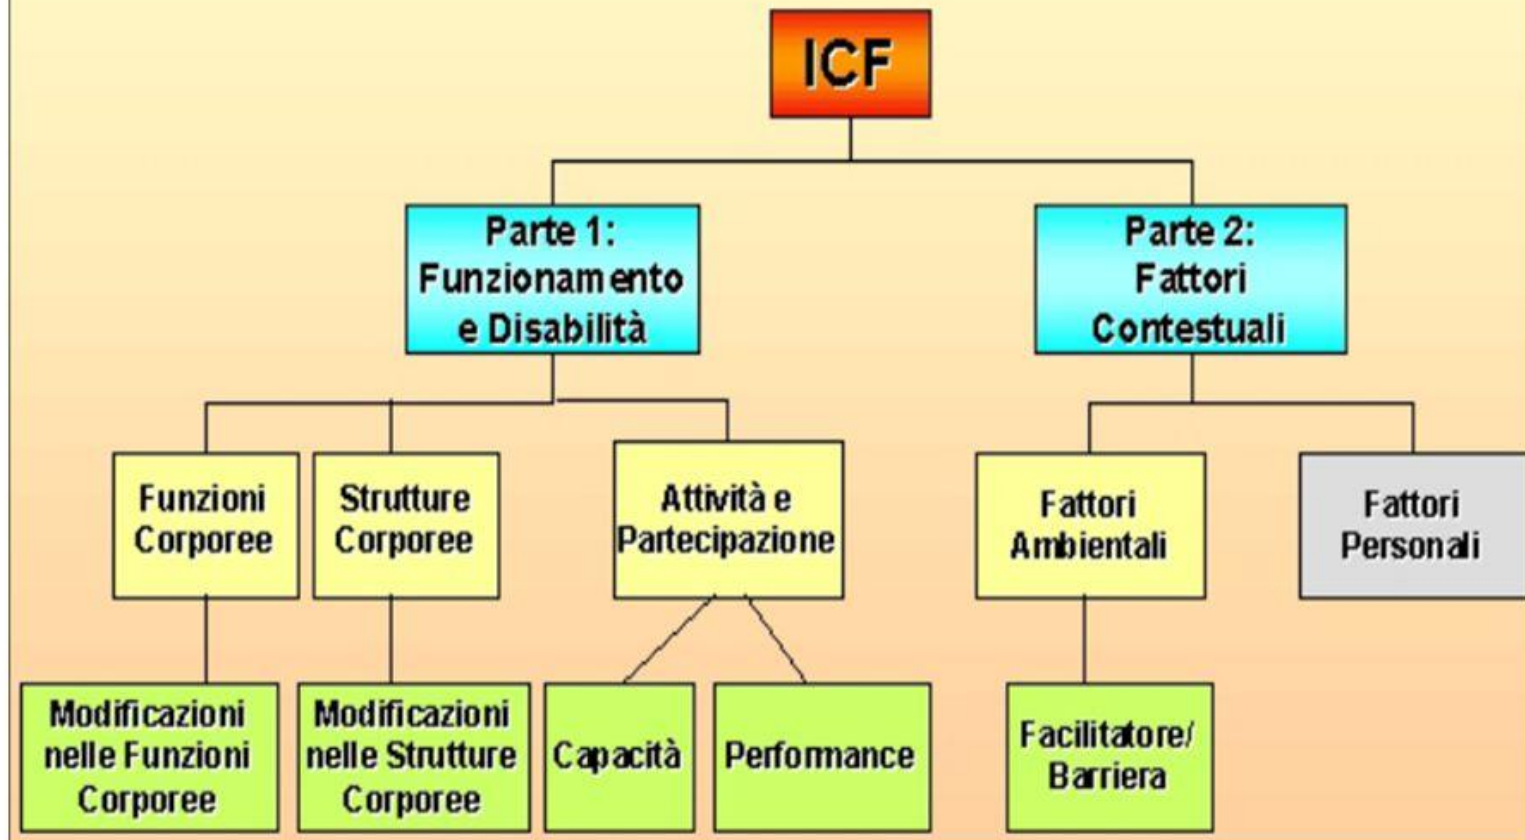 ICF
Parte 1:
Funzionamento
e Disabilità
Parte 2:
Fattori
Contestuali
Funzioni
Corporee
Strutture
Corporee
Attività e
Partecipazione
Fattori
Ambientali
Fattori
Personali
Modificazioni
nelle Funzioni
Corporee
Modificazioni
nelle Strutture
Corporee
Capacità
Performance
Facilitatore/
Barriera